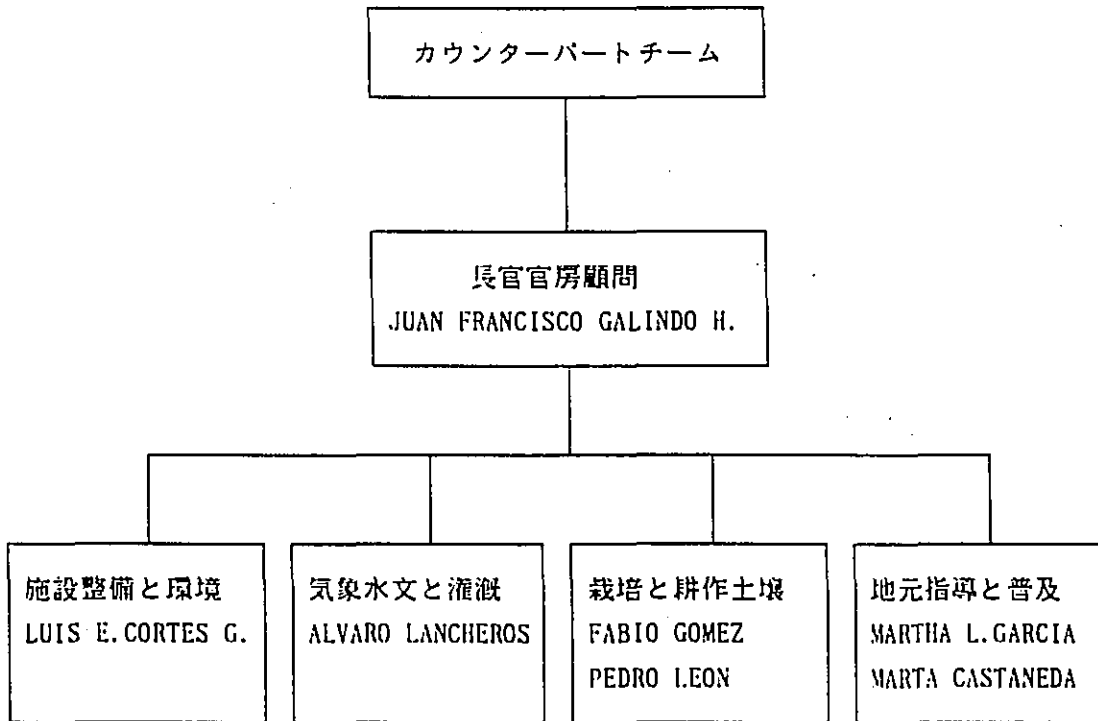 カウンターパートチーム
長官官房顧問
JUAN FRANCISCO GALINDO H.
施設整備と環境
LUIS E.CORTES G.
気象水文と灌漑
ALVARO LANCHEROS
栽培と耕作土壌
FABIO GOMEZ
PEDRO LEON
地元指導と普及
MARTHA L.GARCIA
MARTA CASTANEDA